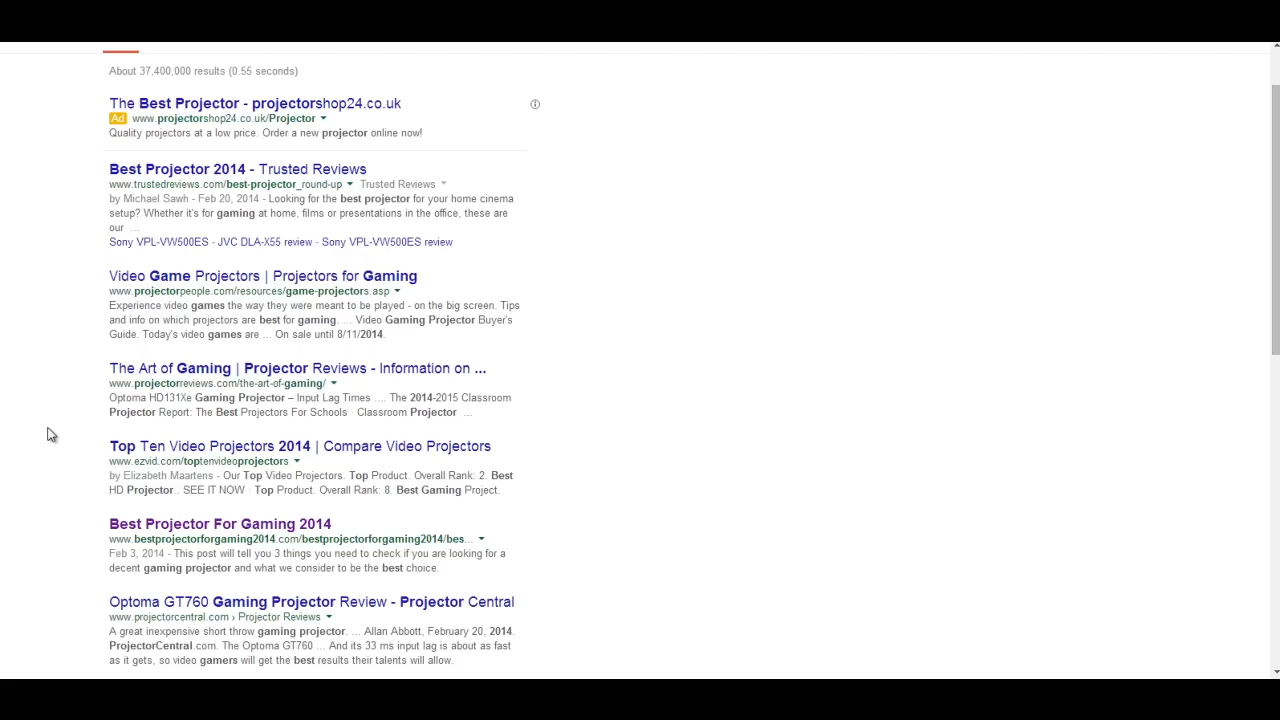 About 37,400,000 results (0.55 seconds)
The Best Projector - projectorshop24.co.uk
Ad www.projectorshop24.co.uk/Projector
Quality projectors at a low price. Order a new projector online now!
Best Projector 2014 - Trusted Reviews
www.trustedreviews.com/best-projector_round-up Trusted Reviews
by Michael Sawh - Feb 20, 2014 - Looking for the best projector for your home cinema
setup? Whether it's for gaming at home, films or presentations in the office, these are
our ...
Sony VPL-VW500ES - JVC DLA-X55 review - Sony VPL-VW500ES review
Video Game Projectors | Projectors for Gaming
www.projectorpeople.com/resources/game-projectors.asp
Experience video games the way they were meant to be played - on the big screen. Tips
and info on which projectors are best for gaming. ... Video Gaming Projector Buyer's
Guide. Today's video games are ... On sale until 8/11/2014.
The Art of Gaming | Projector Reviews - Information on ...
www.projectorreviews.com/the-art-of-gaming/
Optoma HD131Xe Gaming Projector – Input Lag Times .... The 2014-2015 Classroom
Projector Report: The Best Projectors For Schools · Classroom Projector ...
Top Ten Video Projectors 2014 | Compare Video Projectors
www.ezvid.com/toptenvideoprojectors
by Elizabeth Maartens - Our Top Video Projectors. Top Product. Overall Rank: 2. Best
HD Projector.. SEE IT NOW · Top Product. Overall Rank: 8. Best Gaming Project.
Best Projector For Gaming 2014
www.bestprojectorforgaming2014.com/bestprojectorforgaming2014/bes...
Feb 3, 2014 - This post will tell you 3 things you need to check if you are looking for a
decent gaming projector and what we consider to be the best choice.
Optoma GT760 Gaming Projector Review - Projector Central
www.projectorcentral.com › Projector Reviews
A great inexpensive short throw gaming projector. ... Allan Abbott, February 20, 2014.
ProjectorCentral.com. The Optoma GT760 ... And its 33 ms input lag is about as fast
as it gets, so video gamers will get the best results their talents will allow.